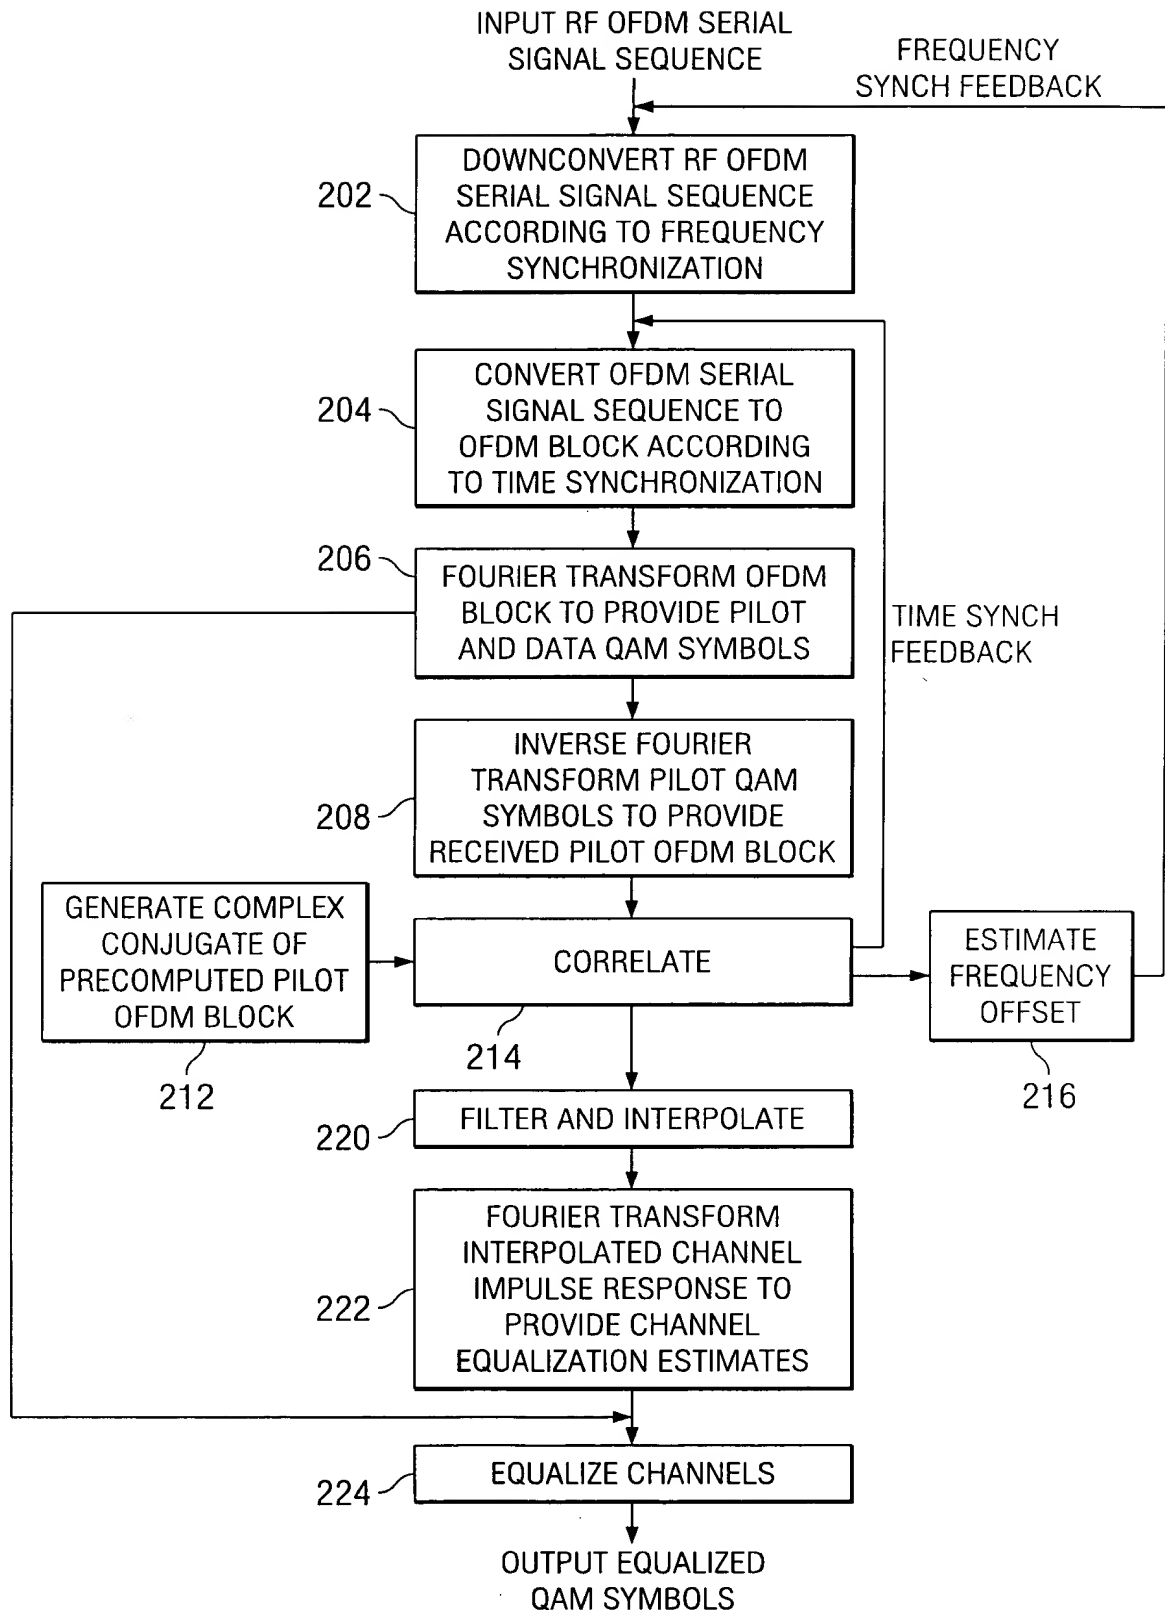 INPUT RF OFDM SERIAL
SIGNAL SEQUENCE
FREQUENCY
SYNCH FEEDBACK
202
DOWNCONVERT RF OFDM
SERIAL SIGNAL SEQUENCE
ACCORDING TO FREQUENCY
SYNCHRONIZATION
204
CONVERT OFDM SERIAL
SIGNAL SEQUENCE TO
OFDM BLOCK ACCORDING
TO TIME SYNCHRONIZATION
206
FOURIER TRANSFORM OFDM
BLOCK TO PROVIDE PILOT
AND DATA QAM SYMBOLS
TIME SYNCH
FEEDBACK
208
INVERSE FOURIER
TRANSFORM PILOT QAM
SYMBOLS TO PROVIDE
RECEIVED PILOT OFDM BLOCK
GENERATE COMPLEX
CONJUGATE OF
PRECOMPUTED PILOT
OFDM BLOCK
212
CORRELATE
214
ESTIMATE
FREQUENCY
OFFSET
216
220
FILTER AND INTERPOLATE
222
FOURIER TRANSFORM
INTERPOLATED CHANNEL
IMPULSE RESPONSE TO
PROVIDE CHANNEL
EQUALIZATION ESTIMATES
224
EQUALIZE CHANNELS
OUTPUT EQUALIZED
QAM SYMBOLS